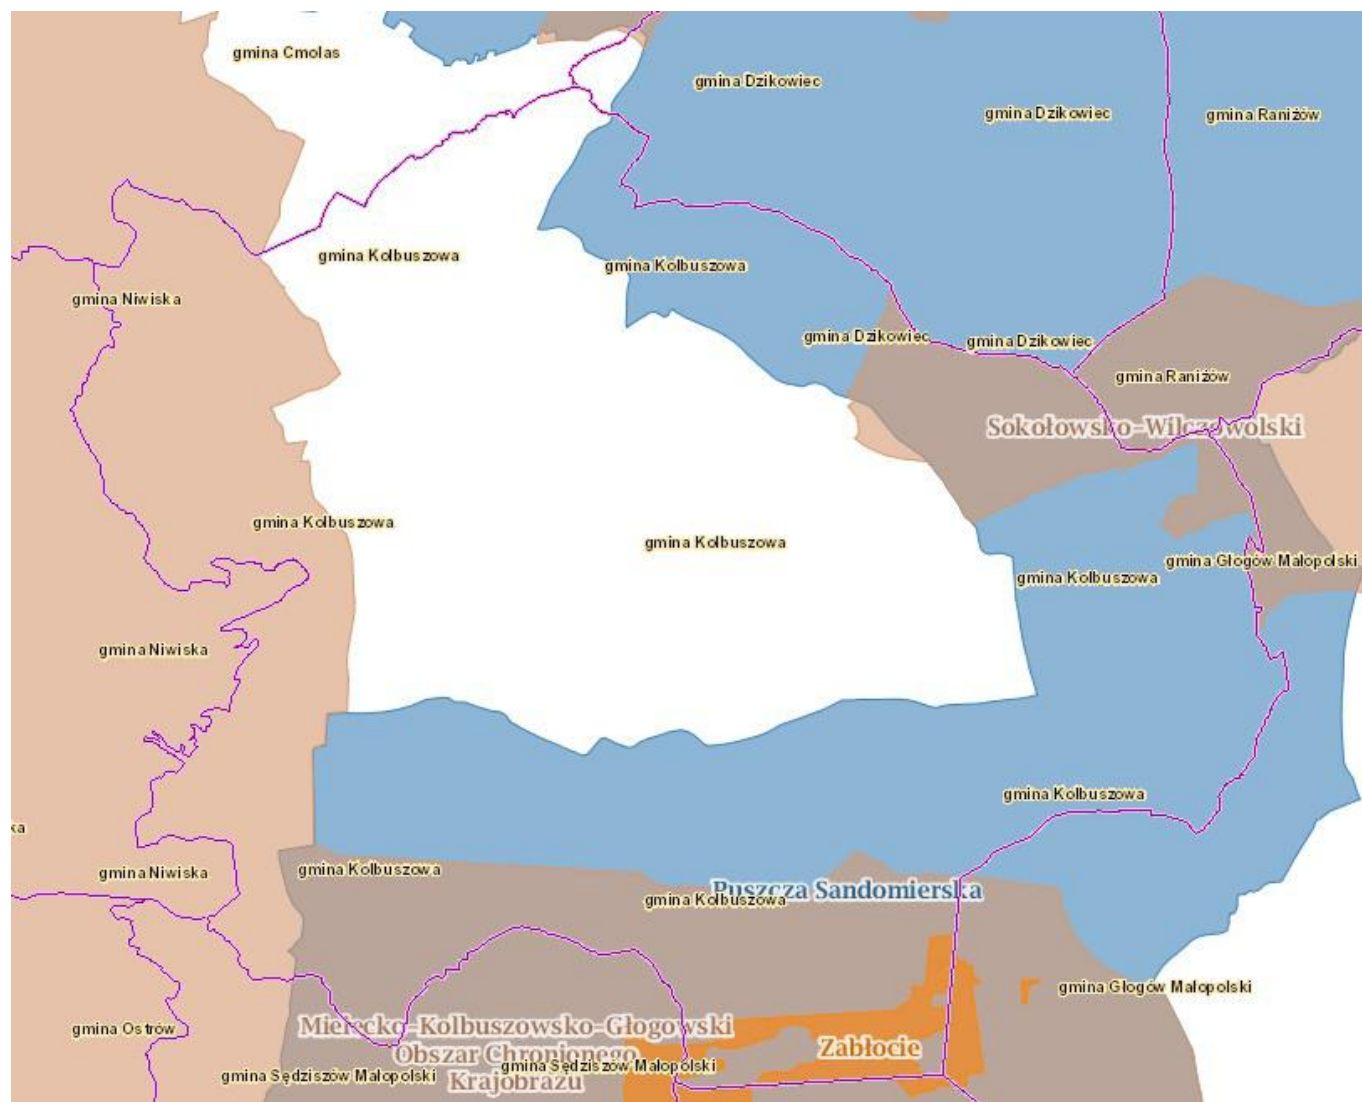 gmina Cmolas
gmina Dzikowiec
gmina Dzikowiec
gmina Raniżów
gmina Kolbuszowa
gmina Kolbuszowa
gmina Niwiska
gmina Dzikowiec
gmina Dzikowiec
gmina Raniżów
Sokołowsko-Wilczowolski
gmina Kolbuszowa
gmina Kolbuszowa
gmina Głogów Małopolski
gmina Kolbuszowa
gmina Niwiska
gmina Kolbuszowa
ka
gmina Niwiska
gmina Kolbuszowa
Puszcza Sandomierska
gmina Kolbuszowa
gmina Głogów Małopolski
gmina Ostrów
Mielecko-Kolbuszowsko-Głogowski
Obszar Chronionego
Krajobrazu
Zabłocie
gmina Sędziszów Małopolski
gmina Sędziszów Małopolski